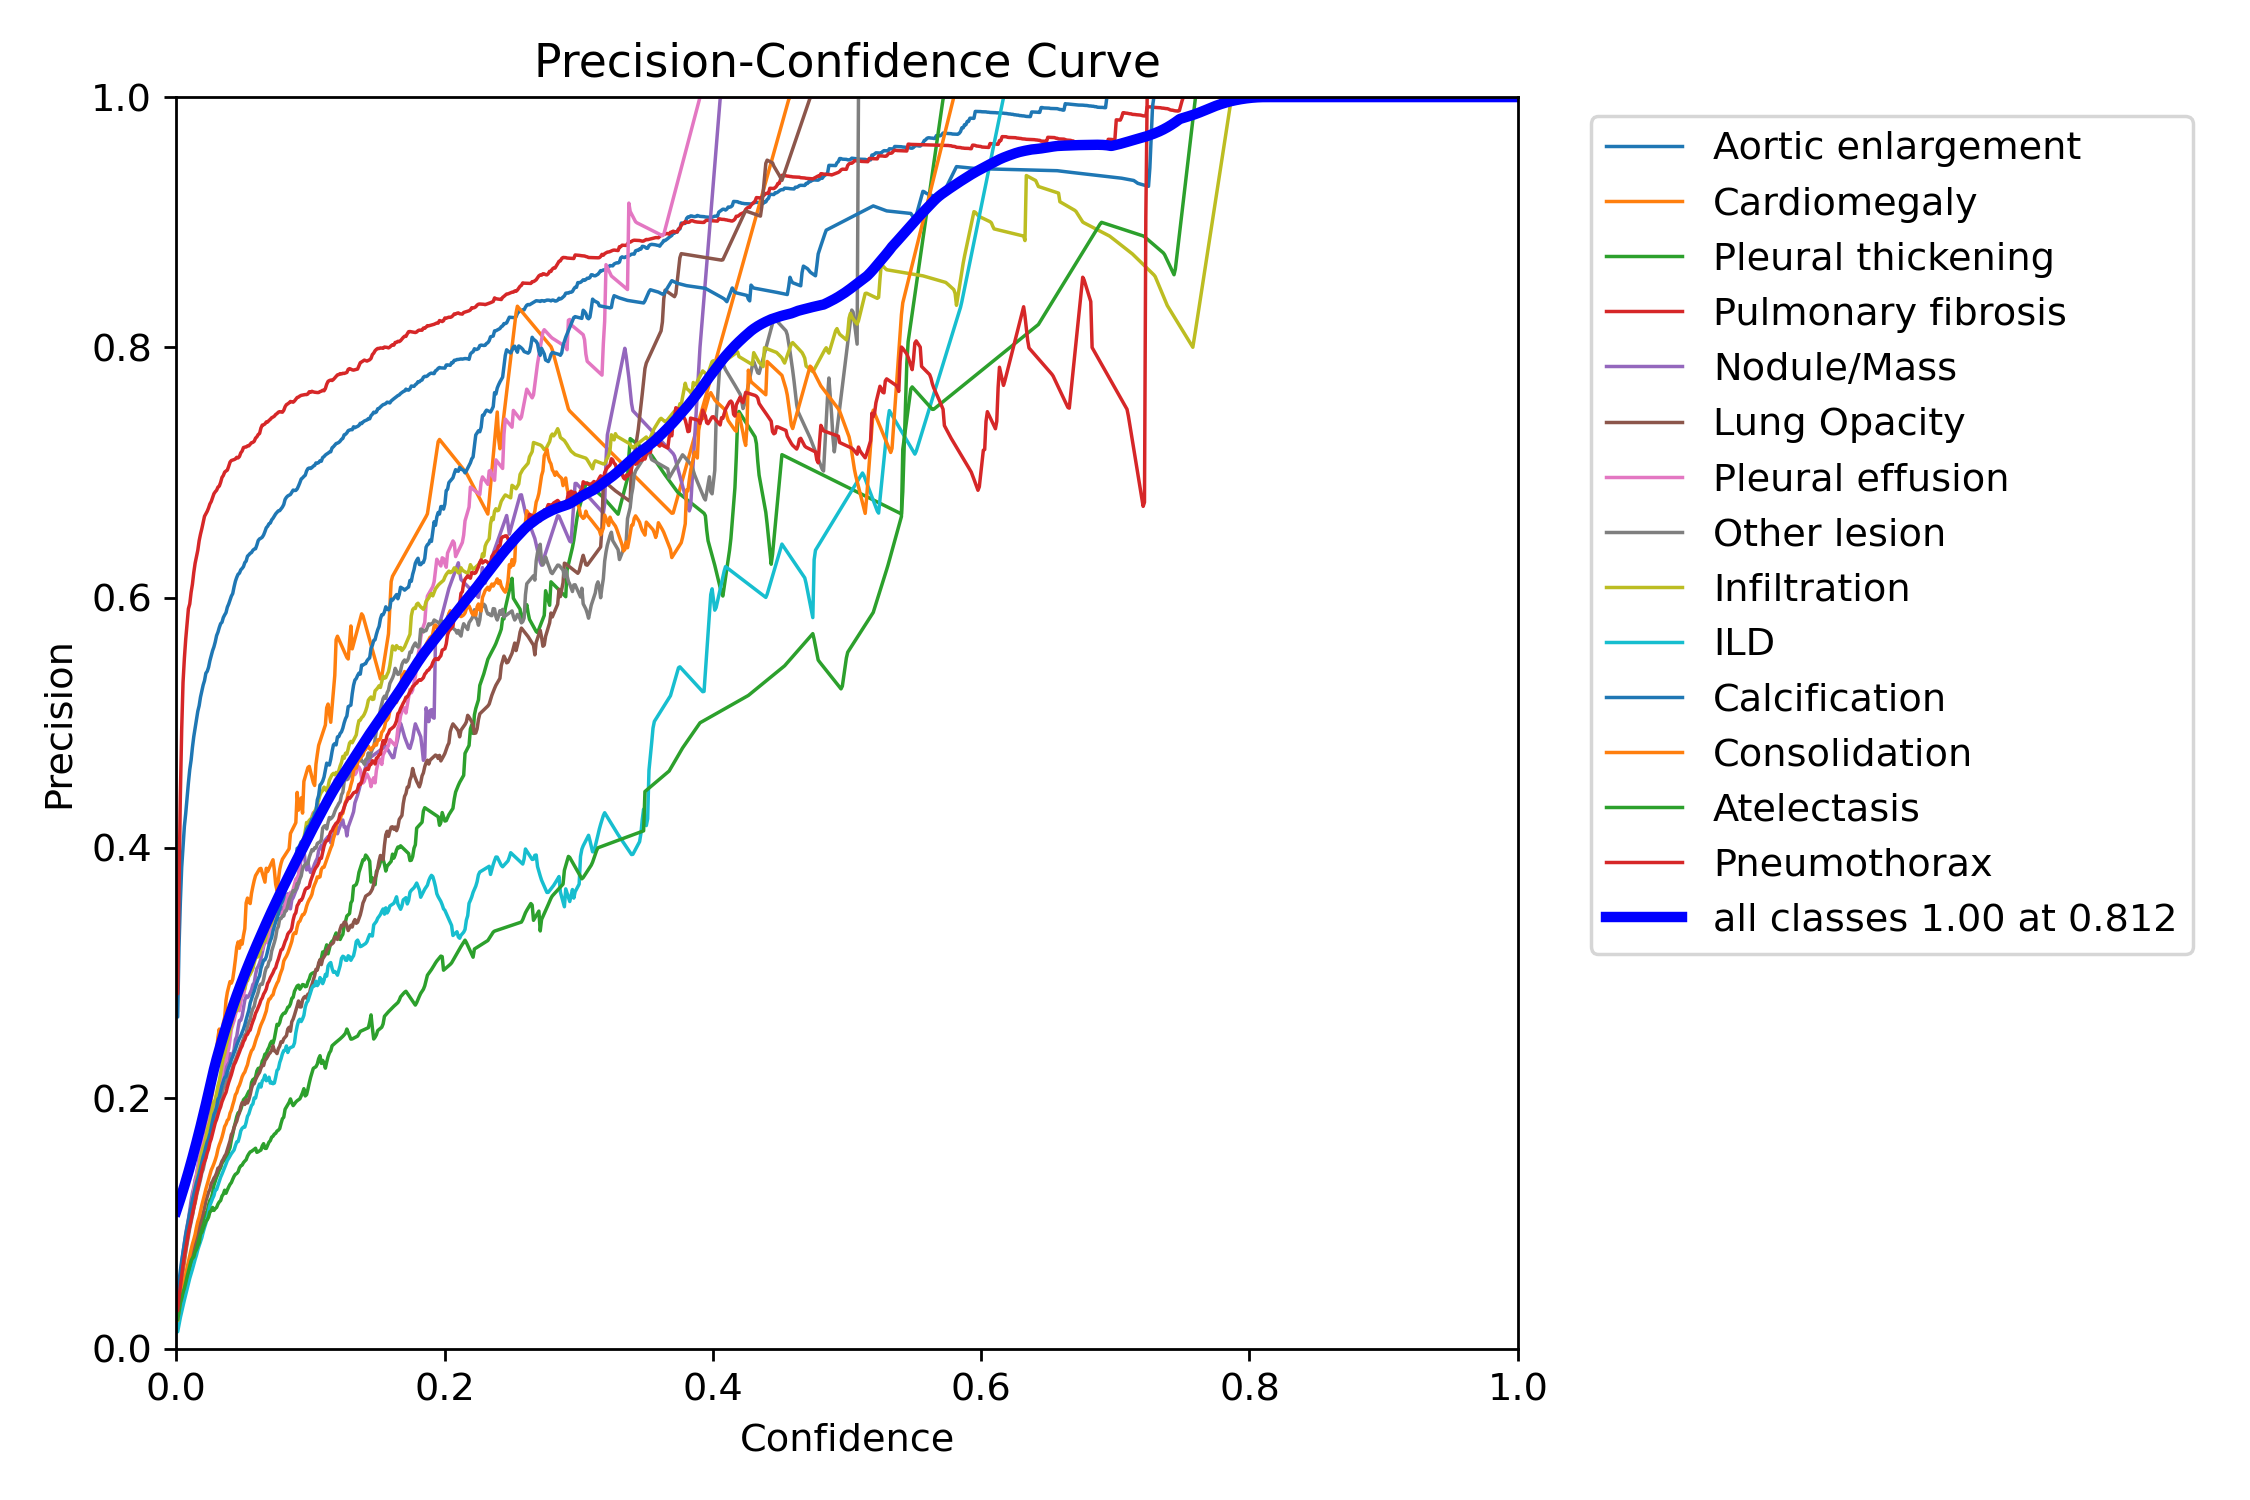 Precision-Confidence Curve
1.0
0.8
0.6
0.4
0.2
0.0
Precision
0.0 0.2 0.4 0.6 0.8 1.0
Confidence
Aortic enlargement
Cardiomegaly
Pleural thickening
Pulmonary fibrosis
Nodule/Mass
Lung Opacity
Pleural effusion
Other lesion
Infiltration
ILD
Calcification
Consolidation
Atelectasis
Pneumothorax
all classes 1.00 at 0.812